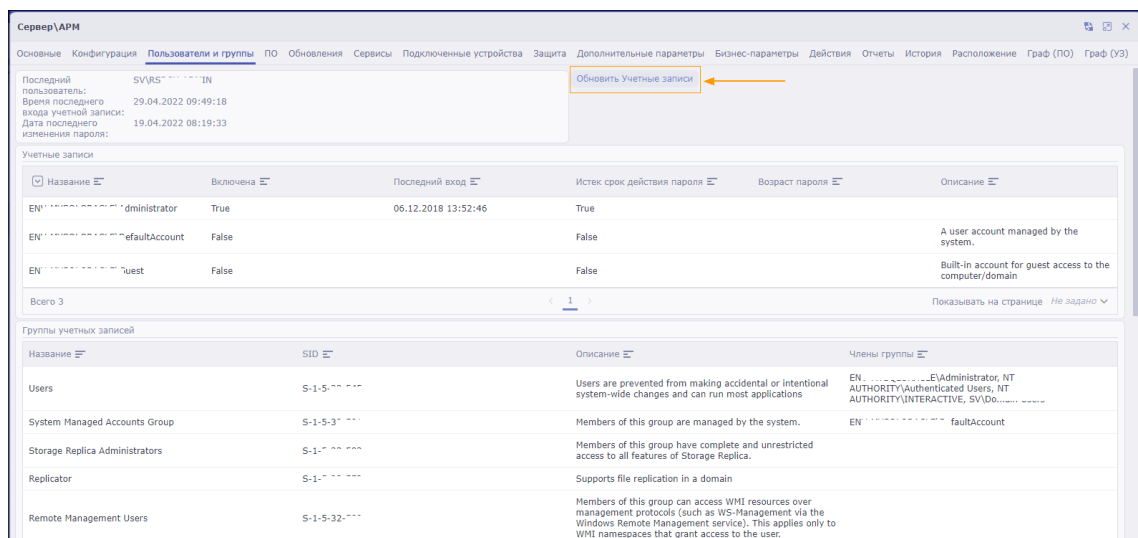 Сервер\АРМ
Основные Конфигурация Пользователи и группы ПО Обновления Сервисы Подключенные устройства Защита Дополнительные параметры Бизнес-параметры Действия Отчеты История Расположение Граф (ПО) Граф (УЗ)
Последний
пользователь:
Время последнего 29.04.2022 09:49:18
входа учетной записи:
Дата последнего 19.04.2022 08:19:33
изменения пароля:
Обновить Учетные записи
Учетные записи
Название Включена Последний вход Истек срок действия пароля Возраст пароля Описание
True 06.12.2018 13:52:46 True
False False A user account managed by the
system.
False False Built-in account for guest access to the
computer/domain
Всего 3 1 Показывать на странице Не задано
Группы учетных записей
Название SID Описание Члены группы
Users Users are prevented from making accidental or intentional
system-wide changes and can run most applications
\Administrator, NT
AUTHORITY\Authenticated Users, NT
AUTHORITY\INTERACTIVE,
System Managed Accounts Group Members of this group are managed by the system.
Storage Replica Administrators Members of this group have complete and unrestricted
access to all features of Storage Replica.
Replicator Supports file replication in a domain
Remote Management Users Members of this group can access WMI resources over
management protocols (such as WS-Management via the
Windows Remote Management service). This applies only to
WMI namespaces that grant access to the user.